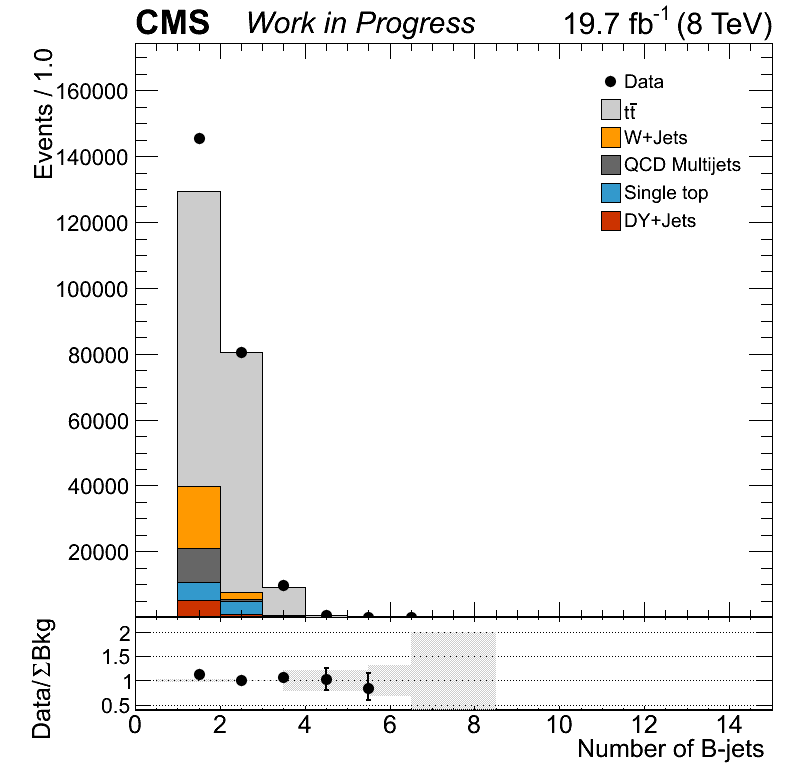 CMS Work in Progress 19.7 fb⁻¹ (8 TeV)
Events / 1.0
160000
140000
120000
100000
80000
60000
40000
20000
Data
tt̄
W+Jets
QCD Multijets
Single top
DY+Jets
Data/ΣBkg
2
1.5
1
0.5
0 2 4 6 8 10 12 14
Number of B-jets